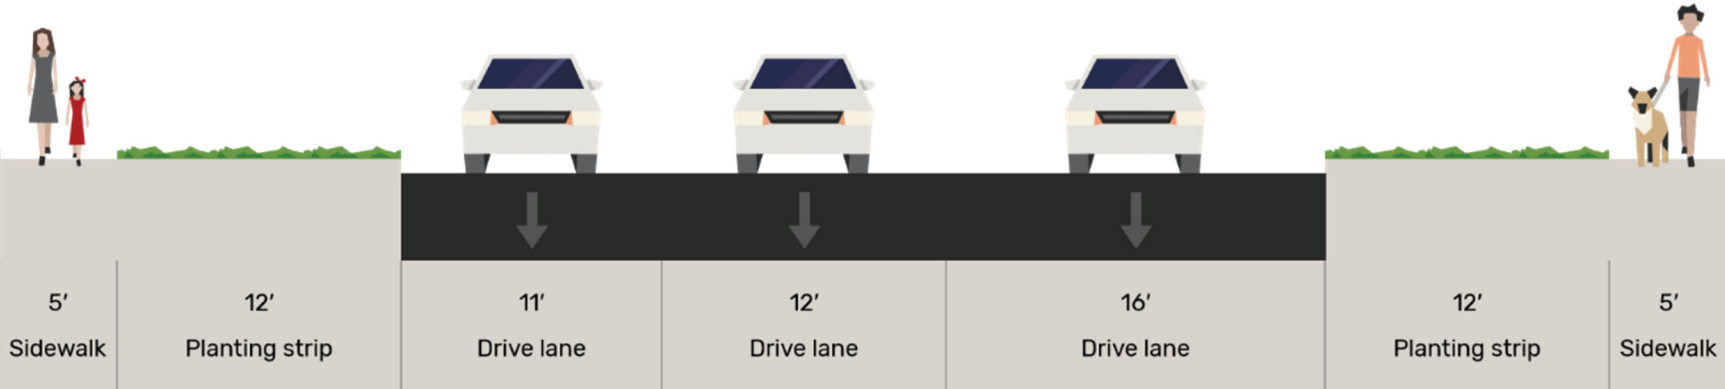 5′ 12′ 11′ 12′ 16′ 12′ 5′
Sidewalk Planting strip Drive lane Drive lane Drive lane Planting strip Sidewalk